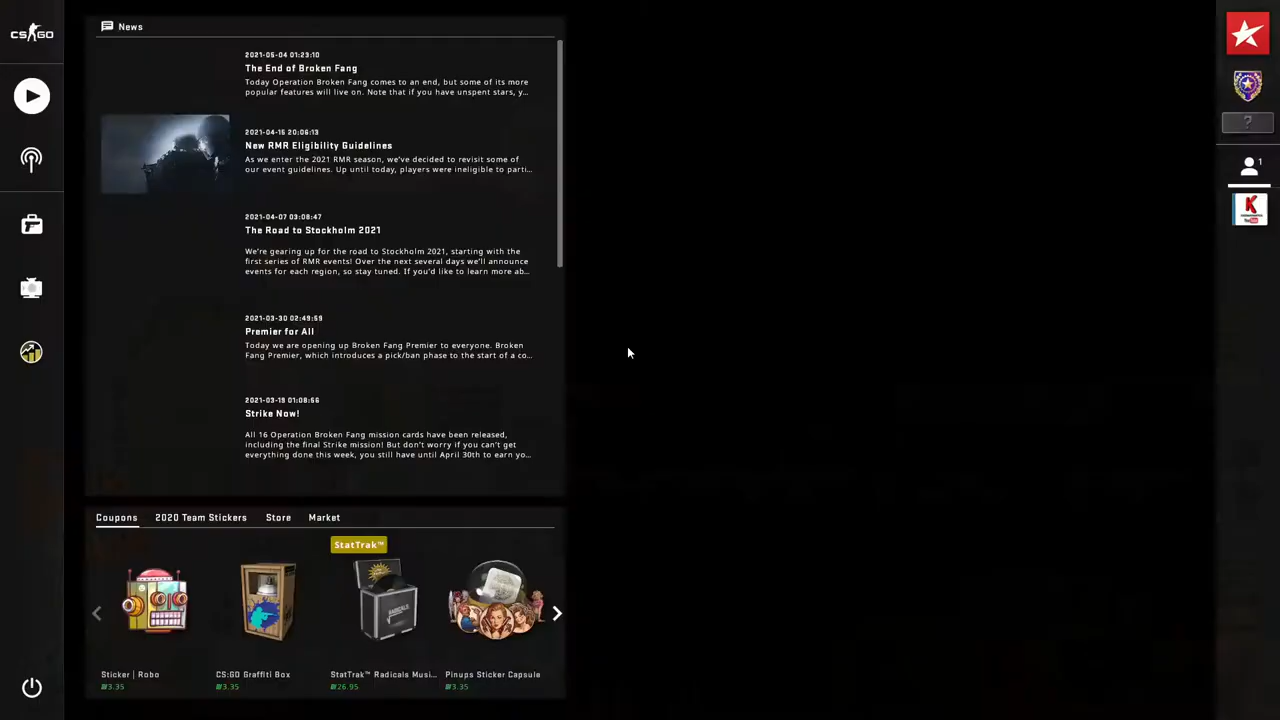 CS GO
News
2021-05-04 01:23:10
The End of Broken Fang
Today Operation Broken Fang comes to an end, but some of its more
popular features will live on. Note that if you have unspent stars, y...
2021-04-15 20:06:13
New RMR Eligibility Guidelines
As we enter the 2021 RMR season, we've decided to revisit some of
our event guidelines. Up until today, players were ineligible to parti...
2021-04-07 03:08:47
The Road to Stockholm 2021
We're gearing up for the road to Stockholm 2021, starting with the
first series of RMR events! Over the next several days we'll announce
events for each region, so stay tuned. If you'd like to learn more ab...
2021-03-30 02:49:59
Premier for All
Today we are opening up Broken Fang Premier to everyone. Broken
Fang Premier, which introduces a pick/ban phase to the start of a co...
2021-03-19 01:08:56
Strike Now!
All 16 Operation Broken Fang mission cards have been released,
including the final Strike mission! But don't worry if you can't get
everything done this week, you still have until April 30th to earn yo...
Coupons 2020 Team Stickers Store Market
StatTrak™
RADICALS
Sticker | Robo
₪3.35
CS:GO Graffiti Box
₪3.35
StatTrak™ Radicals Musi...
₪26.95
Pinups Sticker Capsule
₪3.35
?
1
K